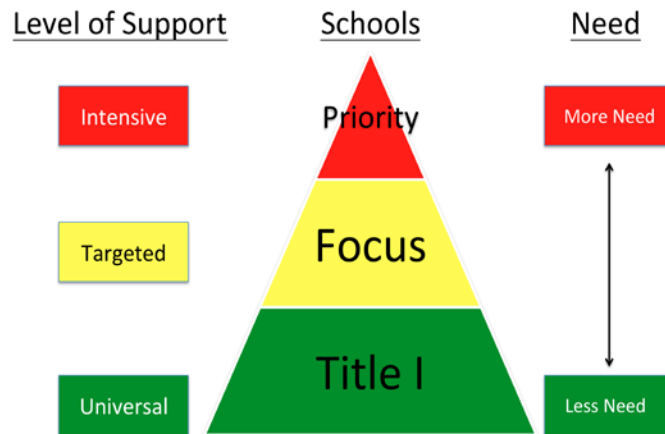 Level of Support
Schools
Need
Intensive
Priority
More Need
Targeted
Focus
Universal
Title I
Less Need